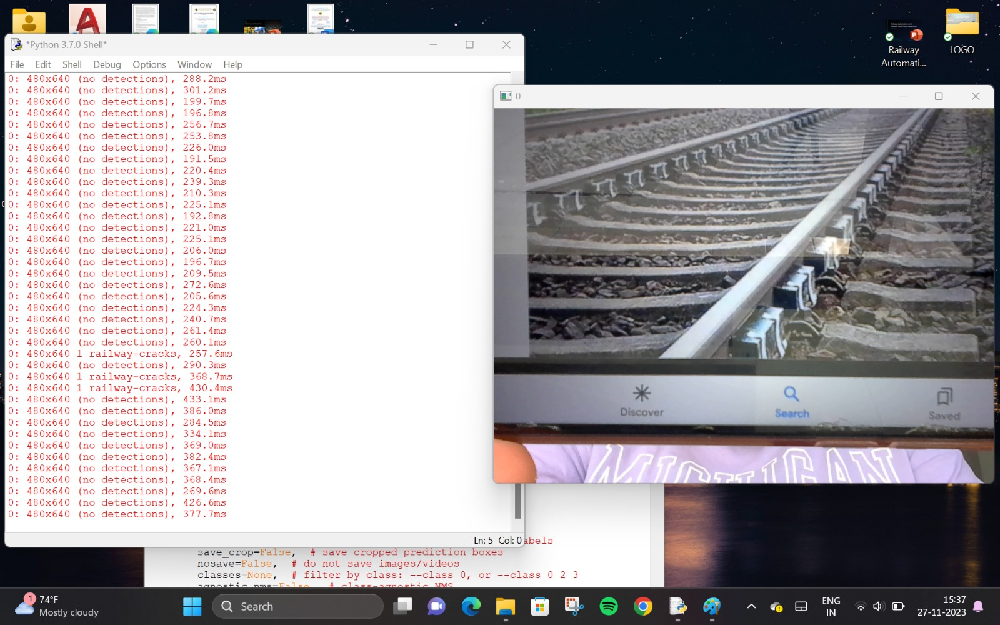 *Python 3.7.0 Shell*
File Edit Shell Debug Options Window Help
0: 480x640 (no detections), 288.2ms
0: 480x640 (no detections), 301.2ms
0: 480x640 (no detections), 199.7ms
0: 480x640 (no detections), 196.8ms
0: 480x640 (no detections), 256.7ms
0: 480x640 (no detections), 253.8ms
0: 480x640 (no detections), 226.0ms
0: 480x640 (no detections), 191.5ms
0: 480x640 (no detections), 220.4ms
0: 480x640 (no detections), 239.3ms
0: 480x640 (no detections), 210.3ms
0: 480x640 (no detections), 225.1ms
0: 480x640 (no detections), 192.8ms
0: 480x640 (no detections), 221.0ms
0: 480x640 (no detections), 225.1ms
0: 480x640 (no detections), 206.0ms
0: 480x640 (no detections), 196.7ms
0: 480x640 (no detections), 209.5ms
0: 480x640 (no detections), 272.6ms
0: 480x640 (no detections), 205.6ms
0: 480x640 (no detections), 224.3ms
0: 480x640 (no detections), 240.7ms
0: 480x640 (no detections), 261.4ms
0: 480x640 (no detections), 260.1ms
0: 480x640 1 railway-cracks, 257.6ms
0: 480x640 (no detections), 290.3ms
0: 480x640 1 railway-cracks, 368.7ms
0: 480x640 1 railway-cracks, 430.4ms
0: 480x640 (no detections), 433.1ms
0: 480x640 (no detections), 386.0ms
0: 480x640 (no detections), 284.5ms
0: 480x640 (no detections), 334.1ms
0: 480x640 (no detections), 369.0ms
0: 480x640 (no detections), 382.4ms
0: 480x640 (no detections), 367.1ms
0: 480x640 (no detections), 368.4ms
0: 480x640 (no detections), 269.6ms
0: 480x640 (no detections), 426.6ms
0: 480x640 (no detections), 377.7ms
Ln: 5 Col: 0
abels
save_crop=False, # save cropped prediction boxes
nosave=False, # do not save images/videos
classes=None, # filter by class: --class 0, or --class 0 2 3
agnostic_nms=False, # class-agnostic NMS
Railway
Automati...
LOGO
0
Discover
Search
Saved
MICHIGAN
1
74°F
Mostly cloudy
Search
ENG
IN
15:37
27-11-2023